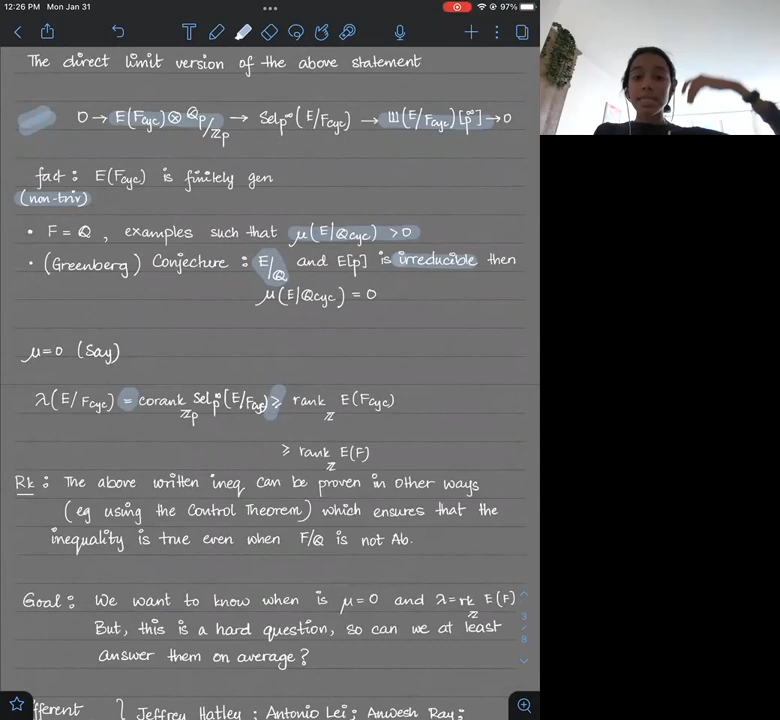 12:26 PM Mon Jan 31
97%
The direct limit version of the above statement
0 → E(Fcyc) ⊗ Qp/Zp → Selp∞(E/Fcyc) → Ш(E/Fcyc)[p∞] → 0
fact : E(Fcyc) is finitely gen
(non-triv)
• F = Q , examples such that μ(E|Qcyc) > 0
• (Greenberg) Conjecture : E/Q and E[p] is irreducible then
μ(E|Qcyc) = 0
μ=0 (Say)
λ(E/Fcyc) = corank Zp Selp∞(E/Fcyc) ≥ rank Z E(Fcyc)
≥ rank Z E(F)
Rk : The above written ineq can be proven in other ways
(eg using the Control Theorem) which ensures that the
inequality is true even when F/Q is not Ab.
Goal : We want to know when is μ=0 and λ=rk Z E(F)
But, this is a hard question, so can we at least
answer them on average ?
3
8
Jeffrey Hatley ; Antonio Lei ; Anwesh Ray ;